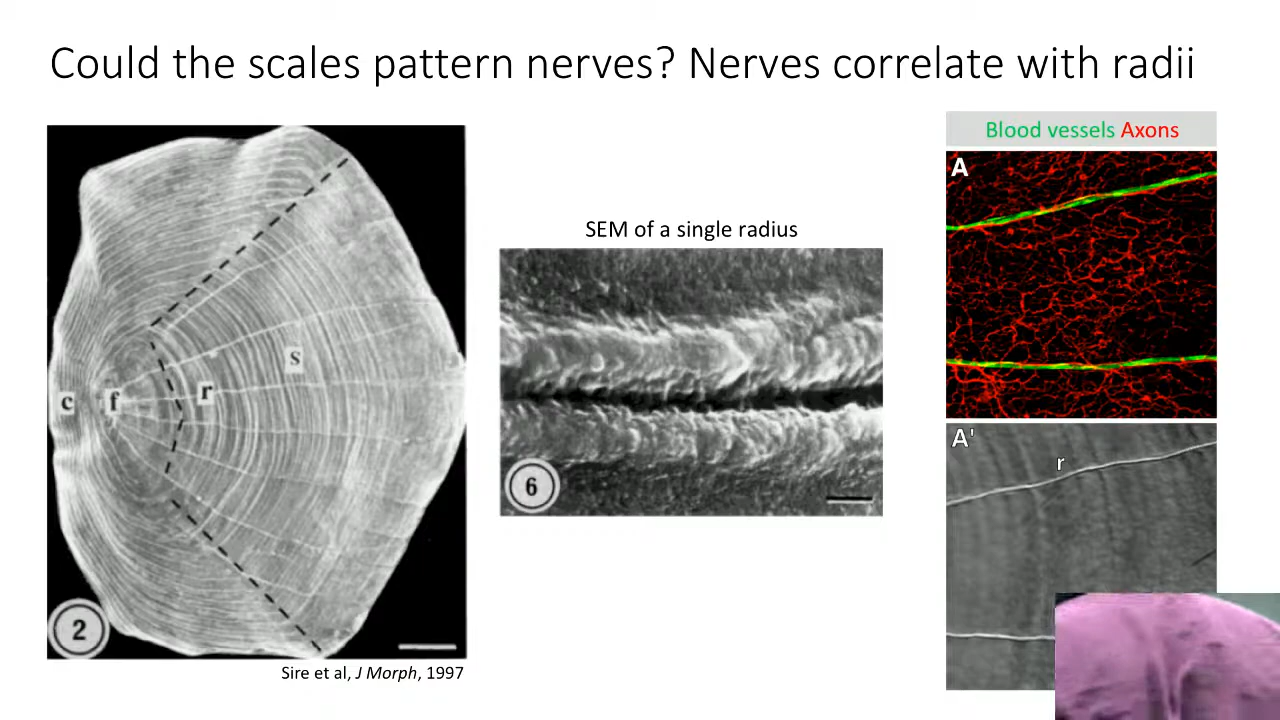 Could the scales pattern nerves? Nerves correlate with radii
c
f
r
s
2
Sire et al, J Morph, 1997
SEM of a single radius
6
Blood vessels Axons
A
A'
r